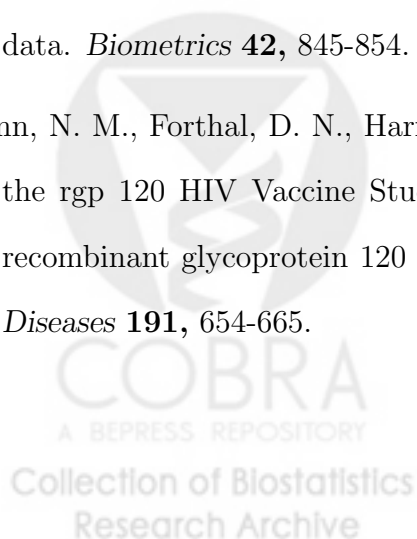 data. Biometrics 42, 845-854.
nn, N. M., Forthal, D. N., Harr
the rgp 120 HIV Vaccine Stu
recombinant glycoprotein 120
Diseases 191, 654-665.
COBRA
A BEPRESS REPOSITORY
Collection of Biostatistics
Research Archive